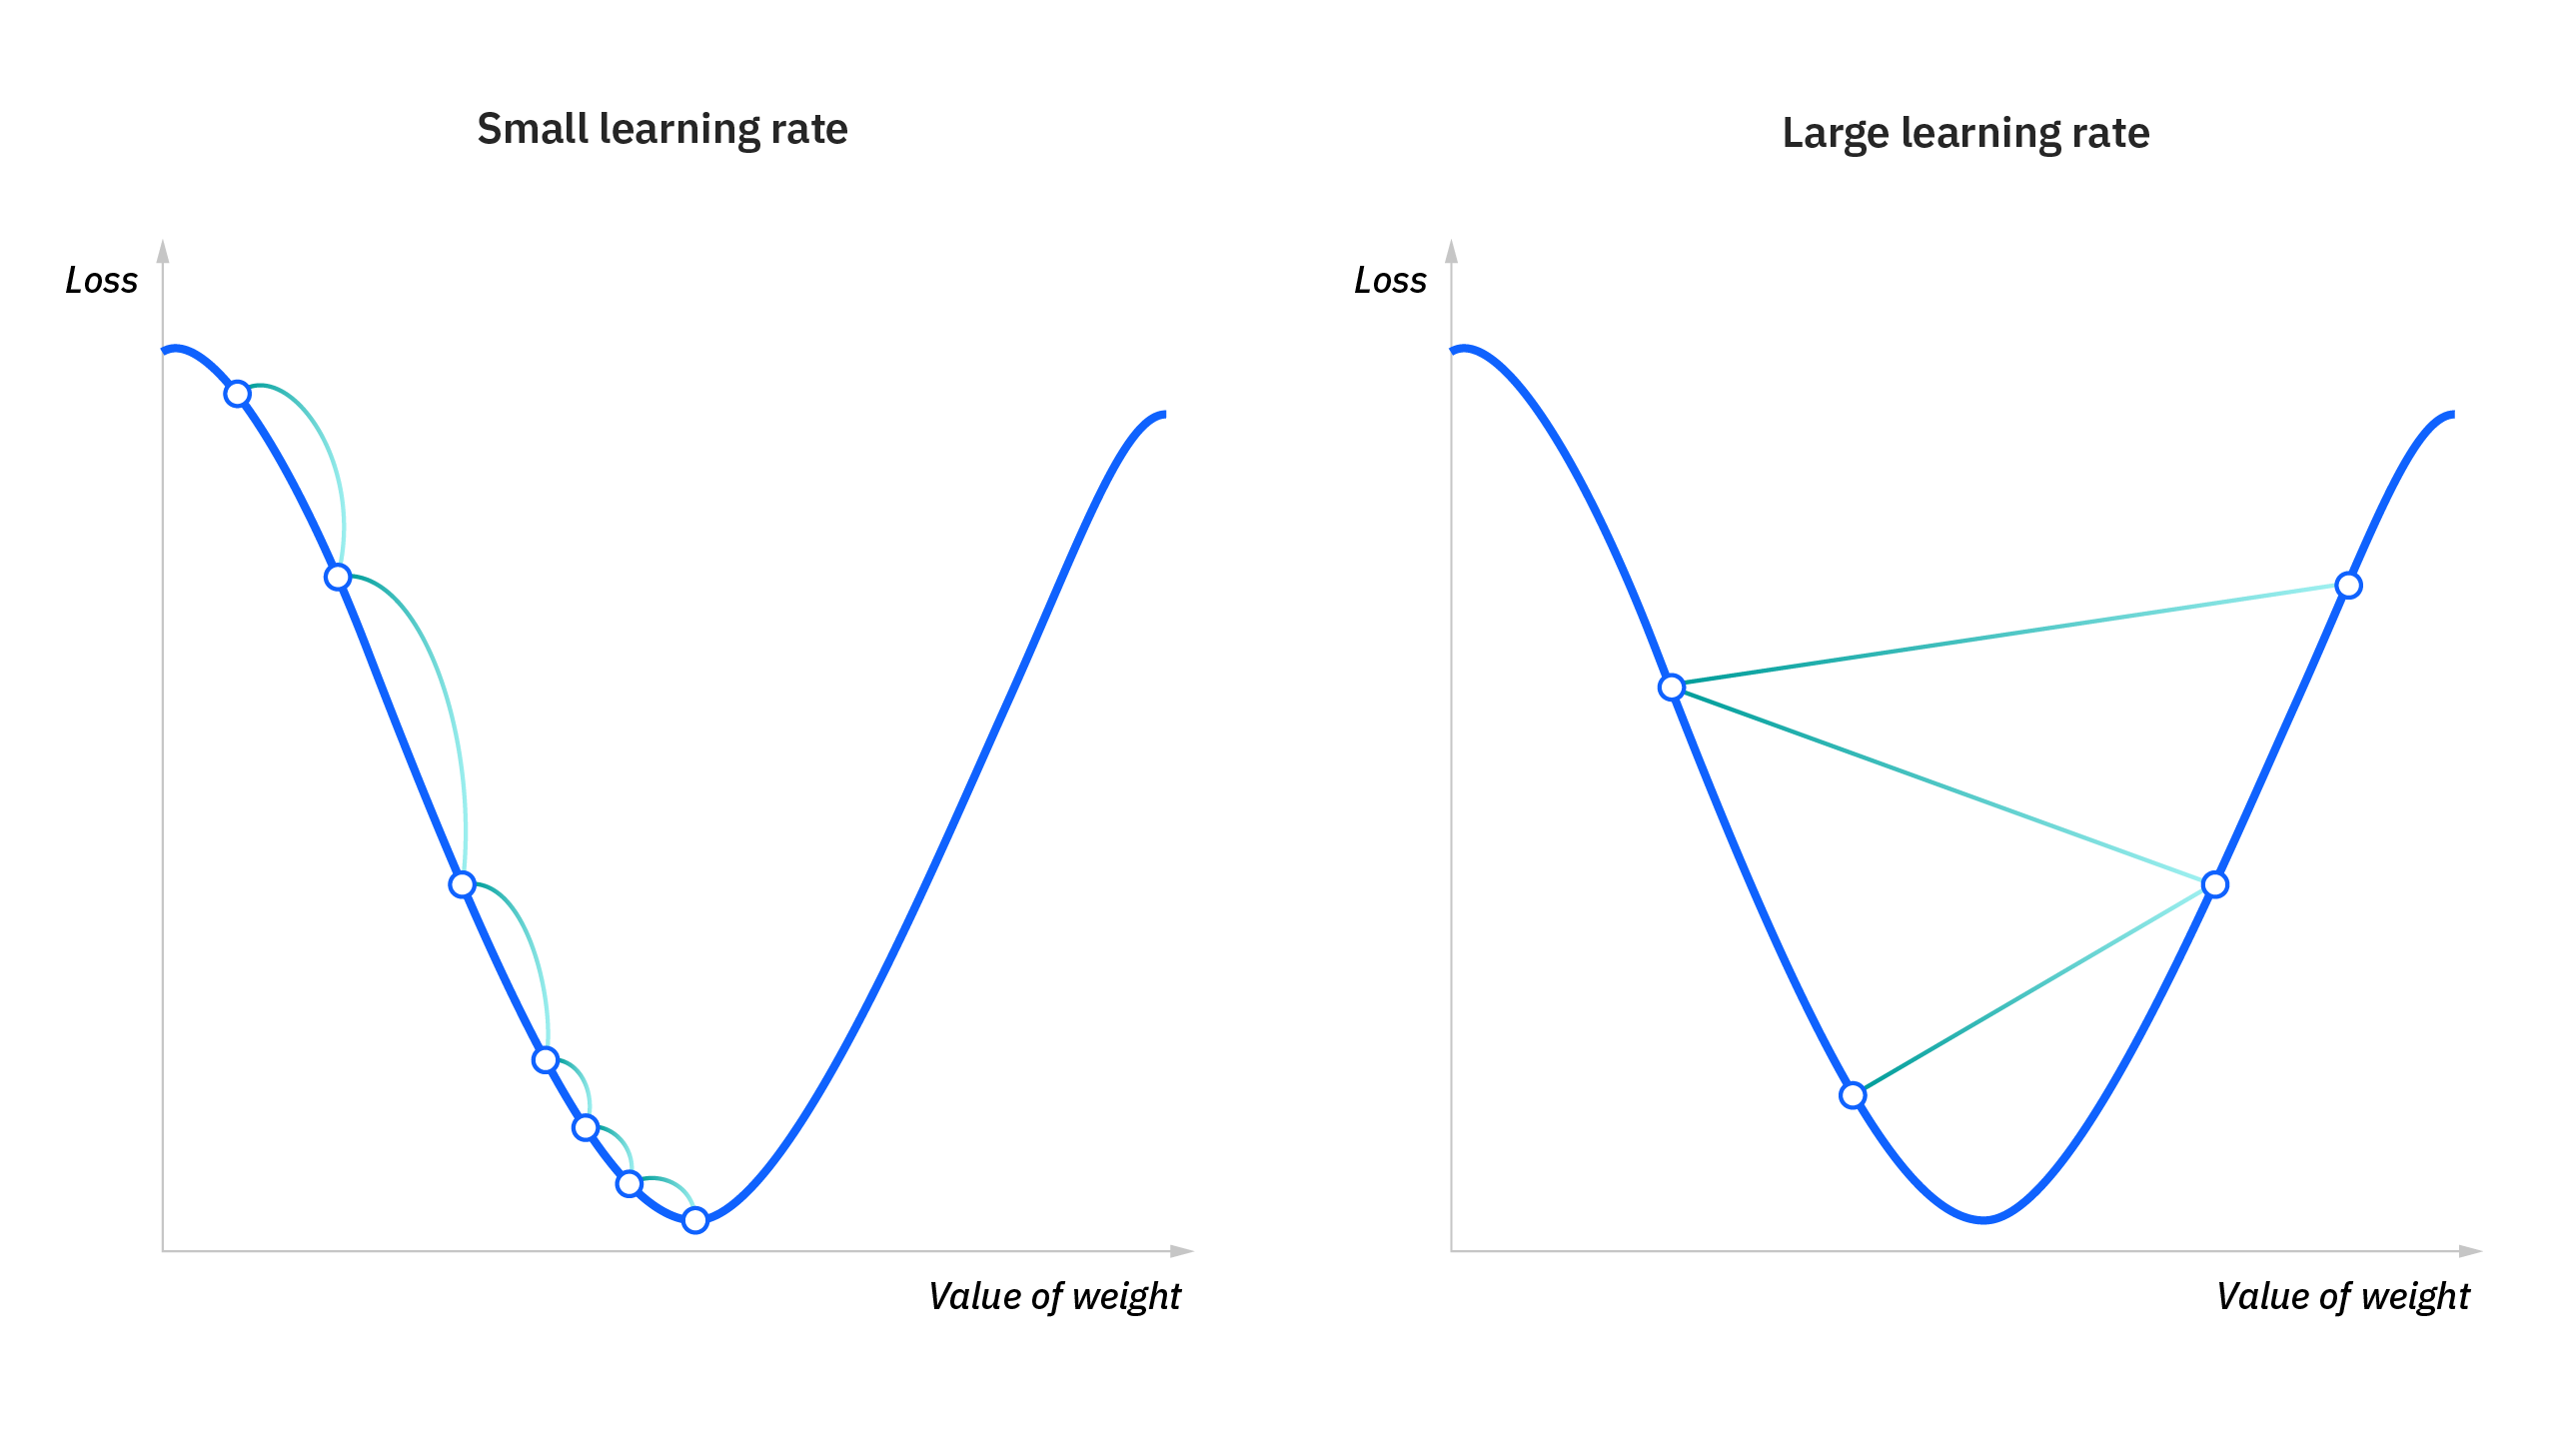 Small learning rate
Large learning rate
Loss
Loss
Value of weight
Value of weight